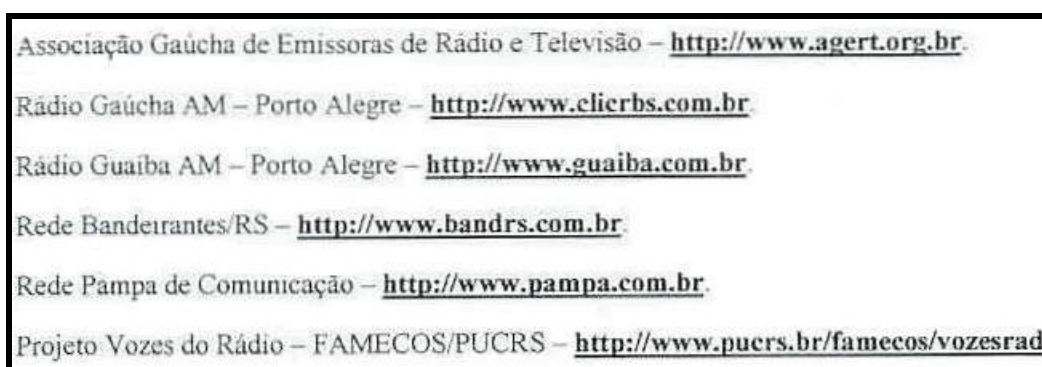 Associação Gaúcha de Emissoras de Rádio e Televisão – http://www.agert.org.br.
Rádio Gaúcha AM – Porto Alegre – http://www.clicrbs.com.br.
Rádio Guaíba AM – Porto Alegre – http://www.guaiba.com.br.
Rede Bandeirantes/RS – http://www.bandrs.com.br.
Rede Pampa de Comunicação – http://www.pampa.com.br.
Projeto Vozes do Rádio – FAMECOS/PUCRS – http://www.pucrs.br/famecos/vozesrad